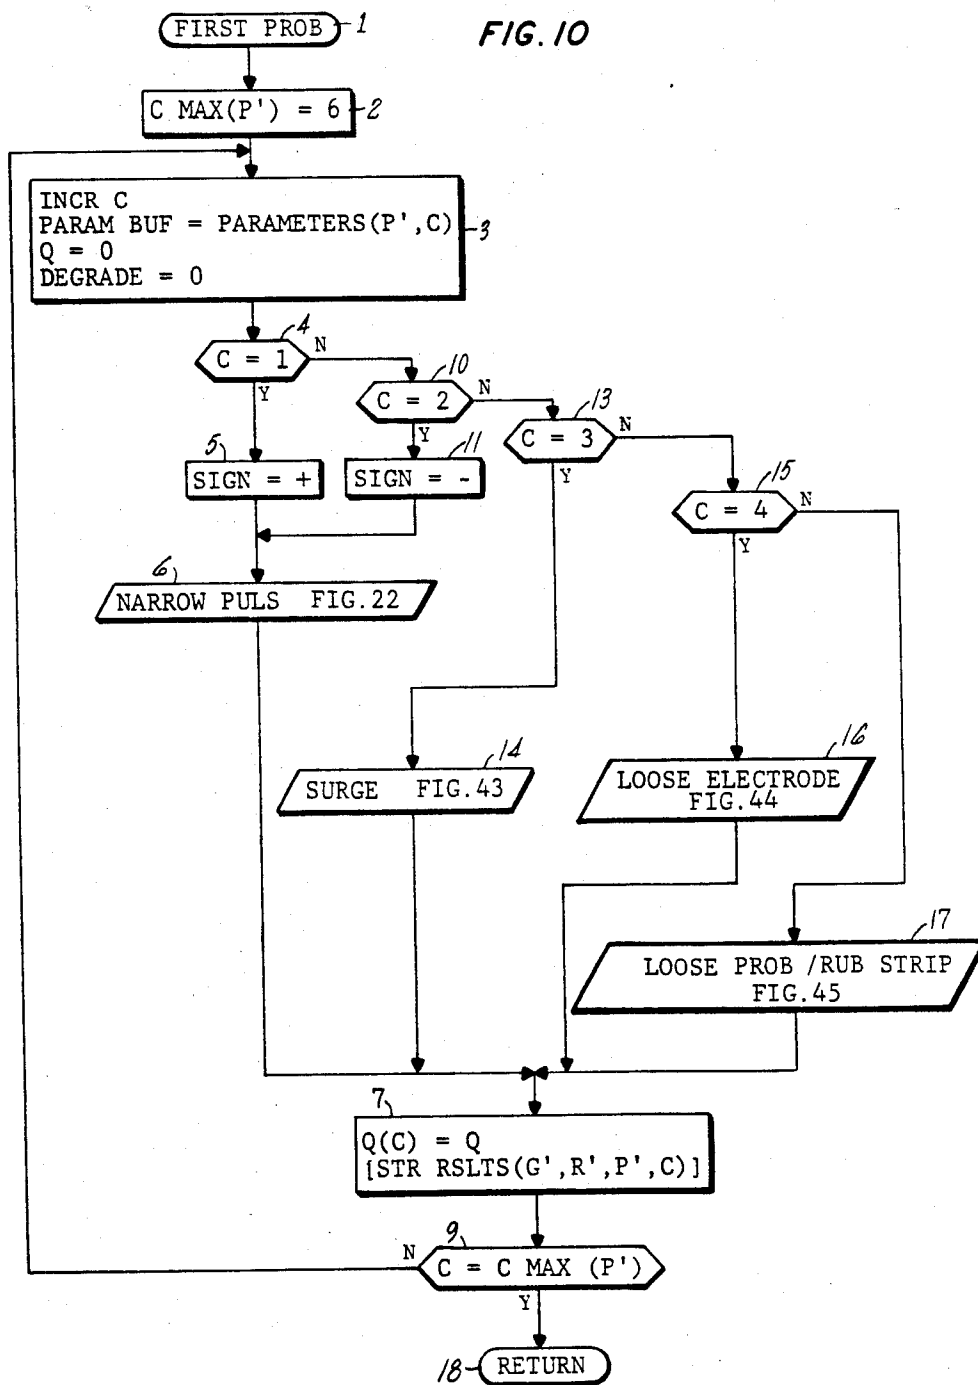 FIRST PROB
1
FIG. 10
C MAX(P') = 6
2
INCR C
PARAM BUF = PARAMETERS(P',C)
Q = 0
DEGRADE = 0
3
4
C = 1
N
Y
10
C = 2
N
Y
13
C = 3
N
Y
15
C = 4
N
Y
5
SIGN = +
11
SIGN = -
6
NARROW PULS FIG.22
14
SURGE FIG.43
16
LOOSE ELECTRODE
FIG.44
17
LOOSE PROB /RUB STRIP
FIG.45
7
Q(C) = Q
[STR RSLTS(G',R',P',C)]
9
N
C = C MAX (P')
Y
18
RETURN